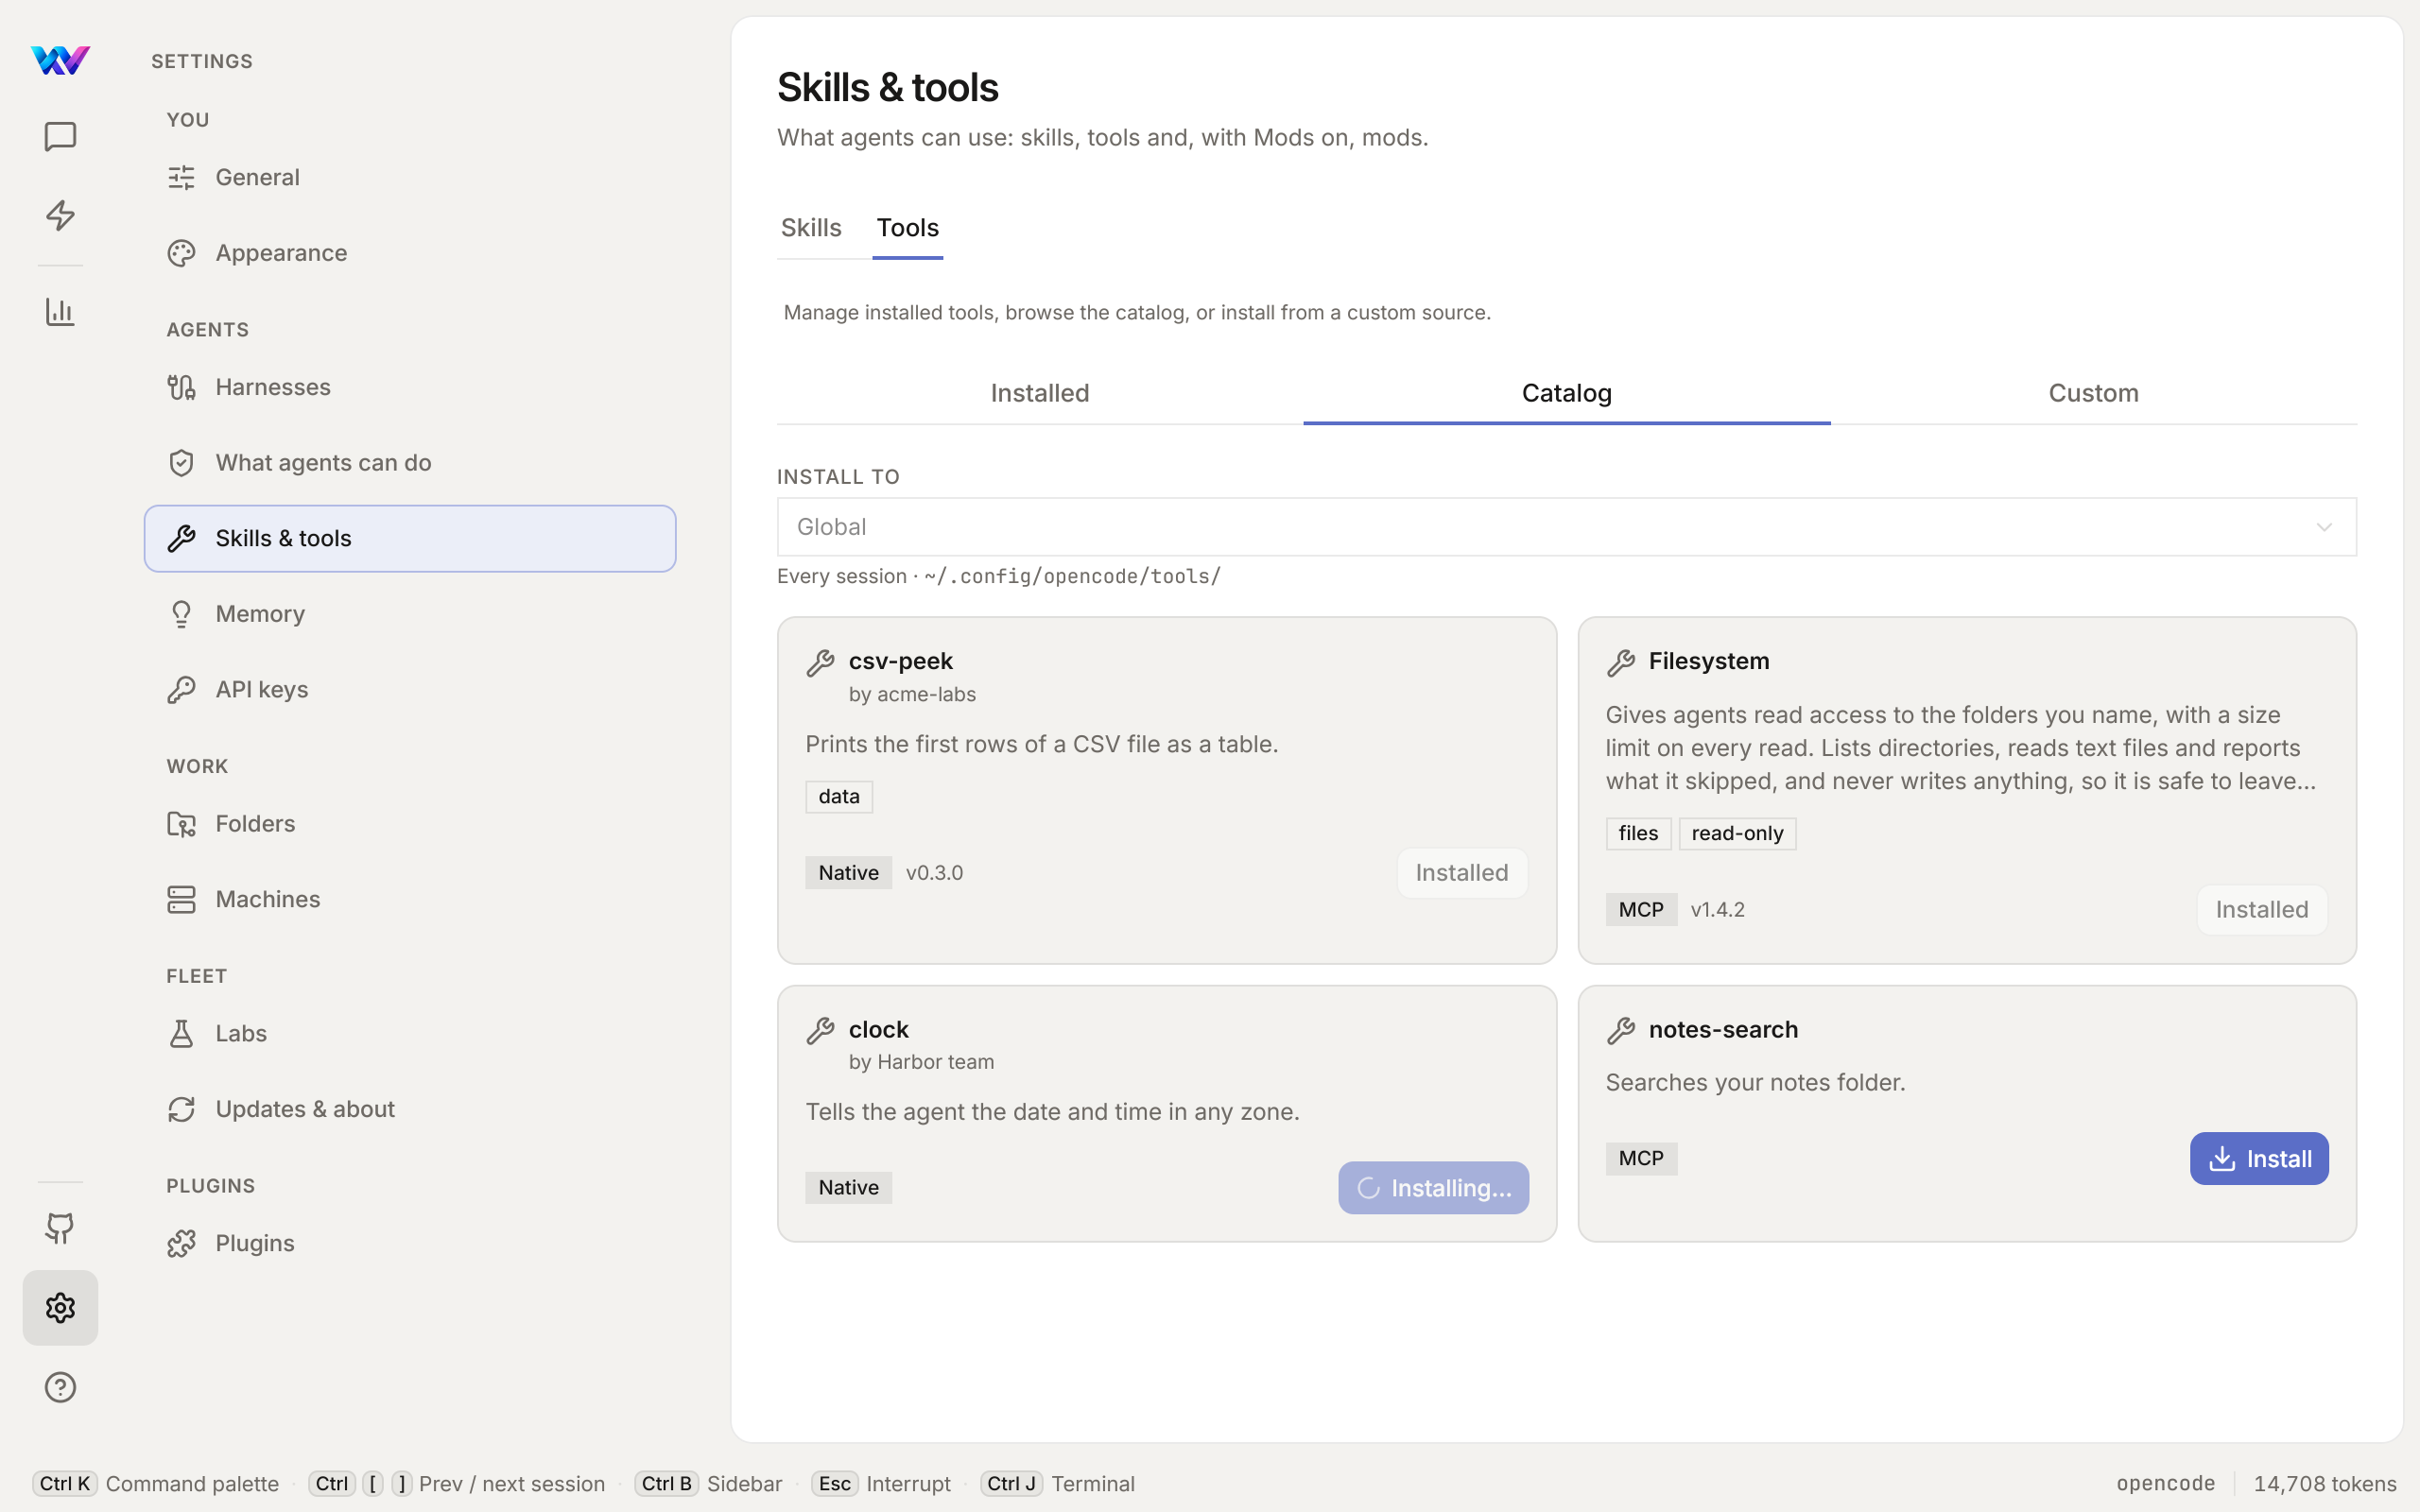 SETTINGS
YOU
General
Appearance
AGENTS
Harnesses
What agents can do
Skills & tools
Memory
API keys
WORK
Folders
Machines
FLEET
Labs
Updates & about
PLUGINS
Plugins
Skills & tools
What agents can use: skills, tools and, with Mods on, mods.
Skills Tools
Manage installed tools, browse the catalog, or install from a custom source.
Installed Catalog Custom
INSTALL TO
Global
Every session · ~/.config/opencode/tools/
csv-peek
by acme-labs
Prints the first rows of a CSV file as a table.
data
Native v0.3.0 Installed
Filesystem
Gives agents read access to the folders you name, with a size
limit on every read. Lists directories, reads text files and reports
what it skipped, and never writes anything, so it is safe to leave...
files read-only
MCP v1.4.2 Installed
clock
by Harbor team
Tells the agent the date and time in any zone.
Native Installing...
notes-search
Searches your notes folder.
MCP Install
Ctrl K Command palette · Ctrl [ ] Prev / next session · Ctrl B Sidebar · Esc Interrupt · Ctrl J Terminal
opencode 14,708 tokens